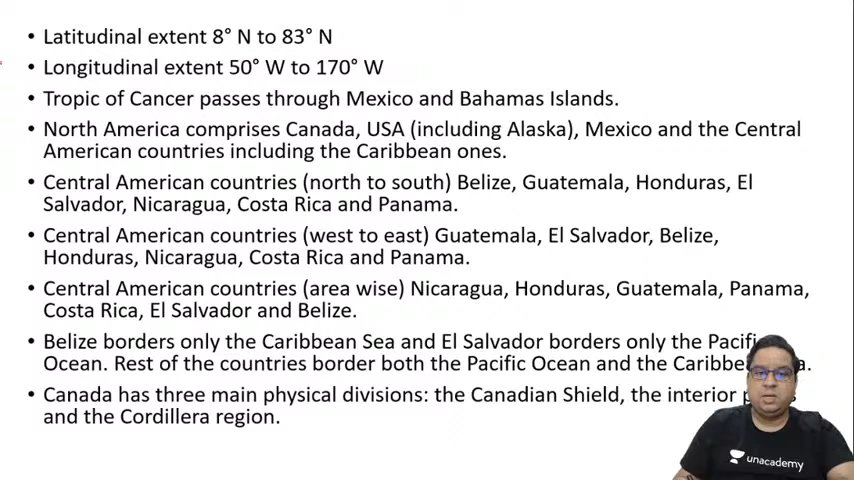 • Latitudinal extent 8° N to 83° N
• Longitudinal extent 50° W to 170° W
• Tropic of Cancer passes through Mexico and Bahamas Islands.
• North America comprises Canada, USA (including Alaska), Mexico and the Central
American countries including the Caribbean ones.
• Central American countries (north to south) Belize, Guatemala, Honduras, El
Salvador, Nicaragua, Costa Rica and Panama.
• Central American countries (west to east) Guatemala, El Salvador, Belize,
Honduras, Nicaragua, Costa Rica and Panama.
• Central American countries (area wise) Nicaragua, Honduras, Guatemala, Panama,
Costa Rica, El Salvador and Belize.
• Belize borders only the Caribbean Sea and El Salvador borders only the
Ocean. Rest of the countries border both the Pacific Ocean and the
• Canada has three main physical divisions: the Canadian Shield, the interior
and the Cordillera region.
unacademy